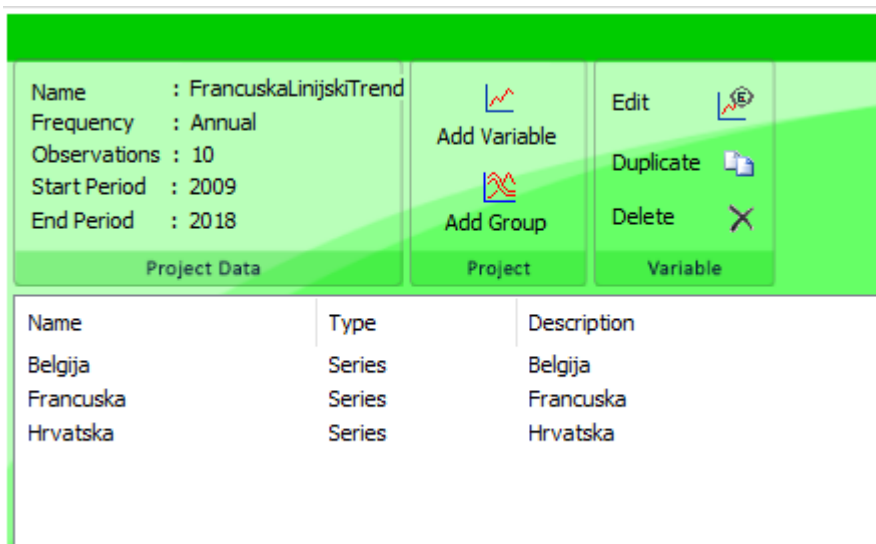 Name : FrancuskaLinijskiTrend
Frequency : Annual
Observations : 10
Start Period : 2009
End Period : 2018
Project Data
Add Variable
Add Group
Project
Edit
Duplicate
Delete
Variable
Name Type Description
Belgija Series Belgija
Francuska Series Francuska
Hrvatska Series Hrvatska